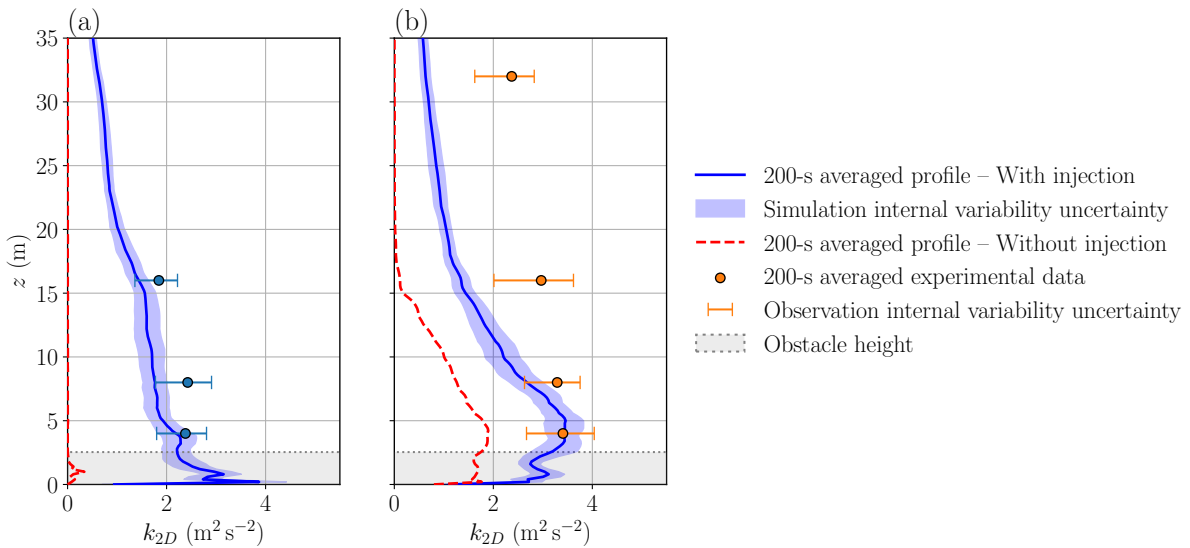 (a)
(b)
35
30
25
20
15
10
5
0
z (m)
0 2 4
0 2 4
k2D (m² s⁻²)
k2D (m² s⁻²)
200-s averaged profile – With injection
Simulation internal variability uncertainty
200-s averaged profile – Without injection
200-s averaged experimental data
Observation internal variability uncertainty
Obstacle height